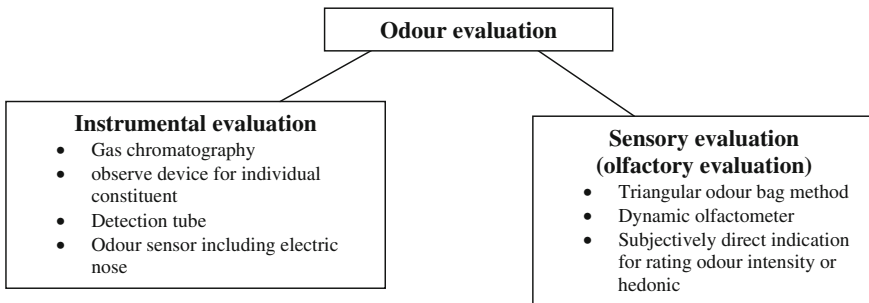 Odour evaluation
Instrumental evaluation
• Gas chromatography
• observe device for individual
constituent
• Detection tube
• Odour sensor including electric
nose
Sensory evaluation
(olfactory evaluation)
• Triangular odour bag method
• Dynamic olfactometer
• Subjectively direct indication
for rating odour intensity or
hedonic